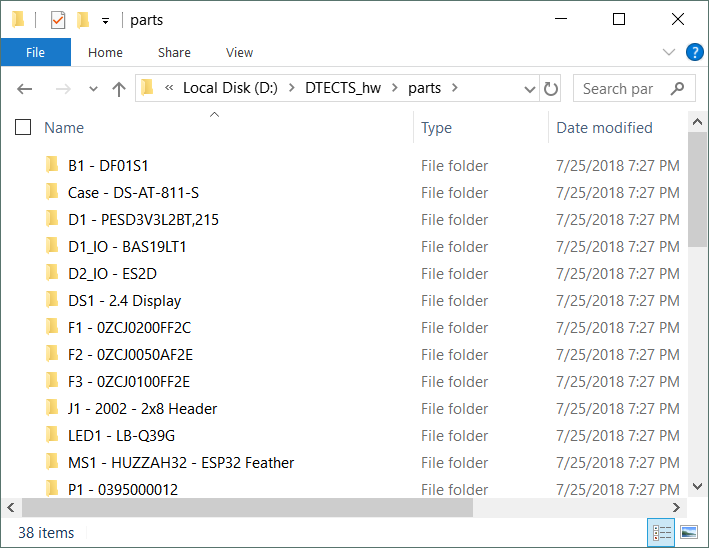 parts
File Home Share View
Local Disk (D:) DTECTS_hw parts Search par
Name Type Date modified
B1 - DF01S1 File folder 7/25/2018 7:27 PM
Case - DS-AT-811-S File folder 7/25/2018 7:27 PM
D1 - PESD3V3L2BT,215 File folder 7/25/2018 7:27 PM
D1_IO - BAS19LT1 File folder 7/25/2018 7:27 PM
D2_IO - ES2D File folder 7/25/2018 7:27 PM
DS1 - 2.4 Display File folder 7/25/2018 7:27 PM
F1 - 0ZCJ0200FF2C File folder 7/25/2018 7:27 PM
F2 - 0ZCJ0050AF2E File folder 7/25/2018 7:27 PM
F3 - 0ZCJ0100FF2E File folder 7/25/2018 7:27 PM
J1 - 2002 - 2x8 Header File folder 7/25/2018 7:27 PM
LED1 - LB-Q39G File folder 7/25/2018 7:27 PM
MS1 - HUZZAH32 - ESP32 Feather File folder 7/25/2018 7:27 PM
P1 - 0395000012 File folder 7/25/2018 7:27 PM
38 items